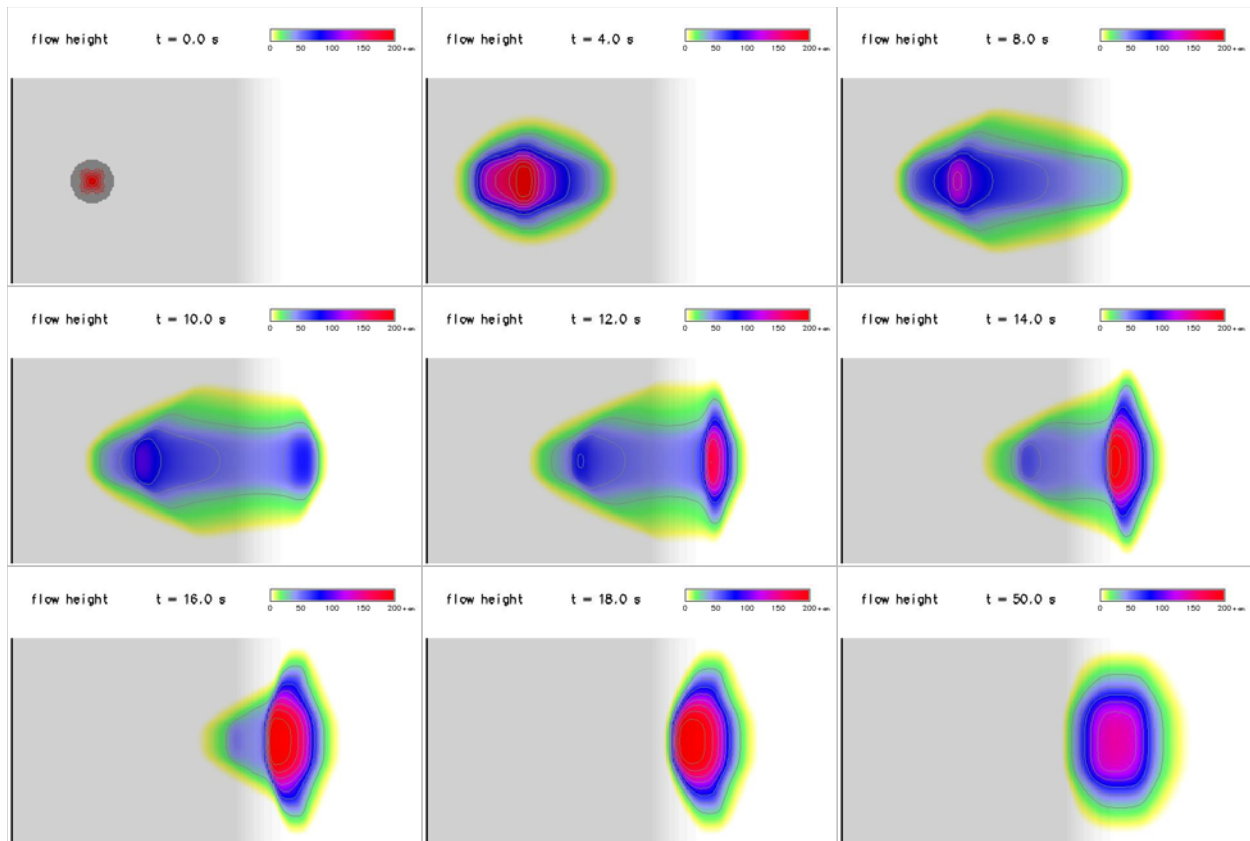 flow height t = 0.0 s
0 50 100 150 200
flow height t = 4.0 s
0 50 100 150 200
flow height t = 8.0 s
0 50 100 150 200
flow height t = 10.0 s
0 50 100 150 200
flow height t = 12.0 s
0 50 100 150 200
flow height t = 14.0 s
0 50 100 150 200
flow height t = 16.0 s
0 50 100 150 200
flow height t = 18.0 s
0 50 100 150 200
flow height t = 50.0 s
0 50 100 150 200